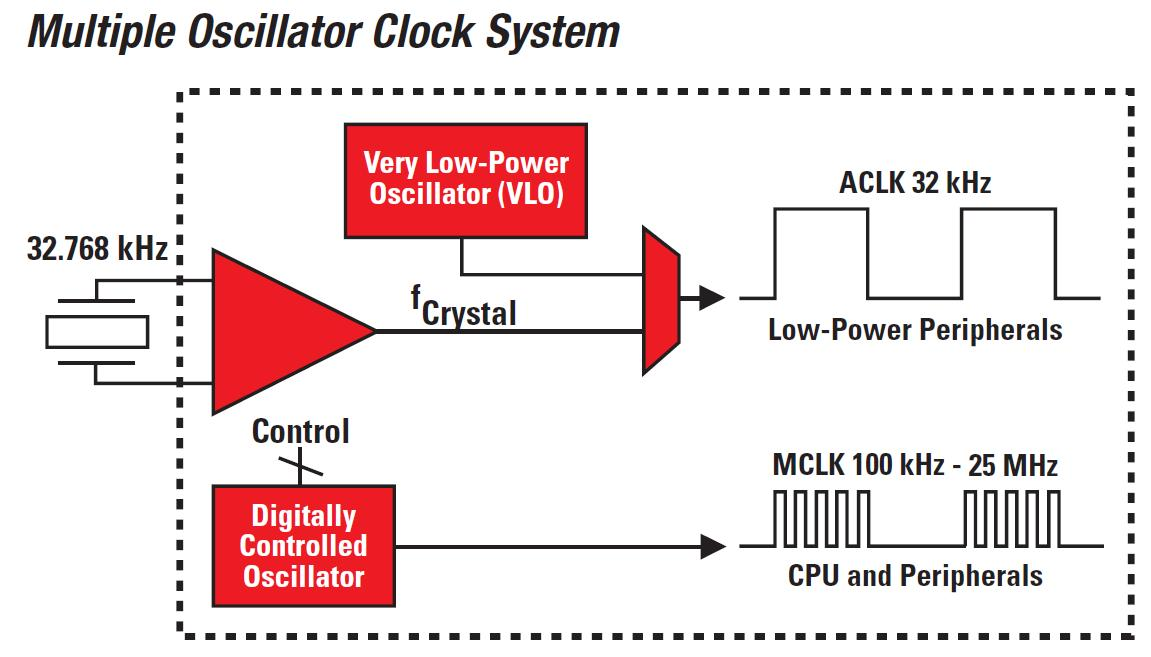 Multiple Oscillator Clock System
Very Low-Power
Oscillator (VLO)
ACLK 32 kHz
32.768 kHz
fCrystal
Low-Power Peripherals
Control
MCLK 100 kHz - 25 MHz
Digitally
Controlled
Oscillator
CPU and Peripherals